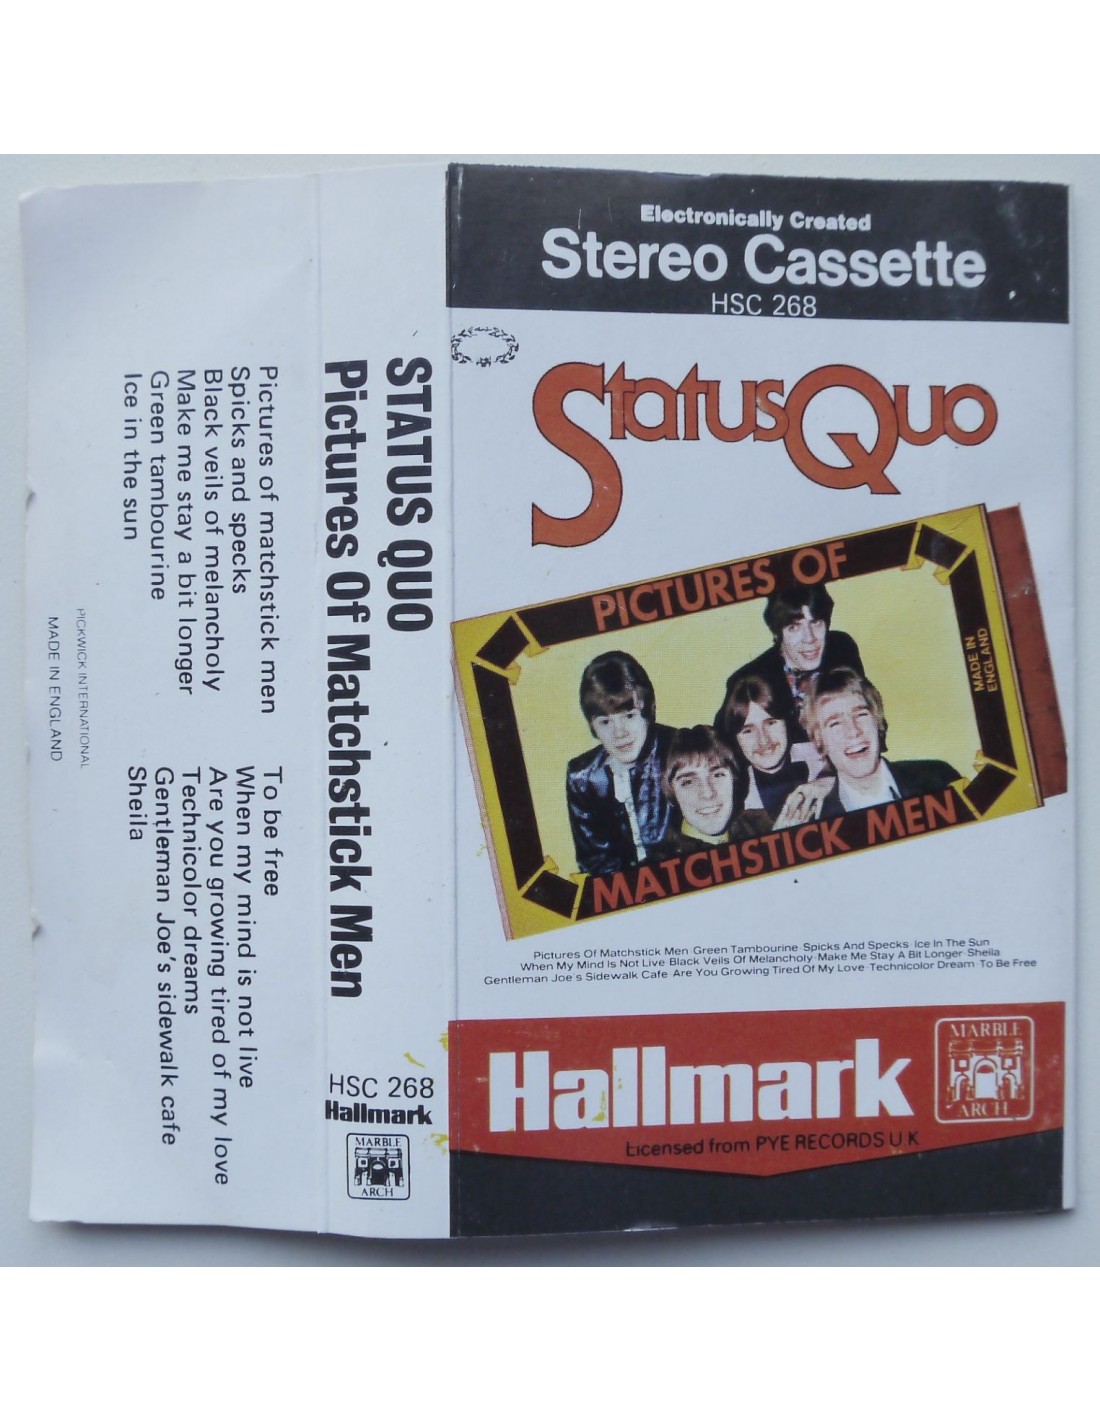 Electronically Created
Stereo Cassette
HSC 268
Status Quo
PICTURES OF
MATCHSTICK MEN
MADE IN
ENGLAND
Pictures Of Matchstick Men·Green Tambourine·Spicks And Specks·Ice In The Sun
When My Mind Is Not Live·Black Veils Of Melancholy·Make Me Stay A Bit Longer·Sheila
Gentleman Joe's Sidewalk Cafe·Are You Growing Tired Of My Love·Technicolor Dream·To Be Free
Hallmark
MARBLE
ARCH
Licensed from PYE RECORDS U.K
STATUS QUO
Pictures Of Matchstick Men
HSC 268
Hallmark
MARBLE
ARCH
Pictures of matchstick men
Spicks and specks
Black veils of melancholy
Make me stay a bit longer
Green tambourine
Ice in the sun
To be free
When my mind is not live
Are you growing tired of my love
Technicolor dreams
Gentleman Joe's sidewalk cafe
Sheila
PICKWICK INTERNATIONAL
MADE IN ENGLAND